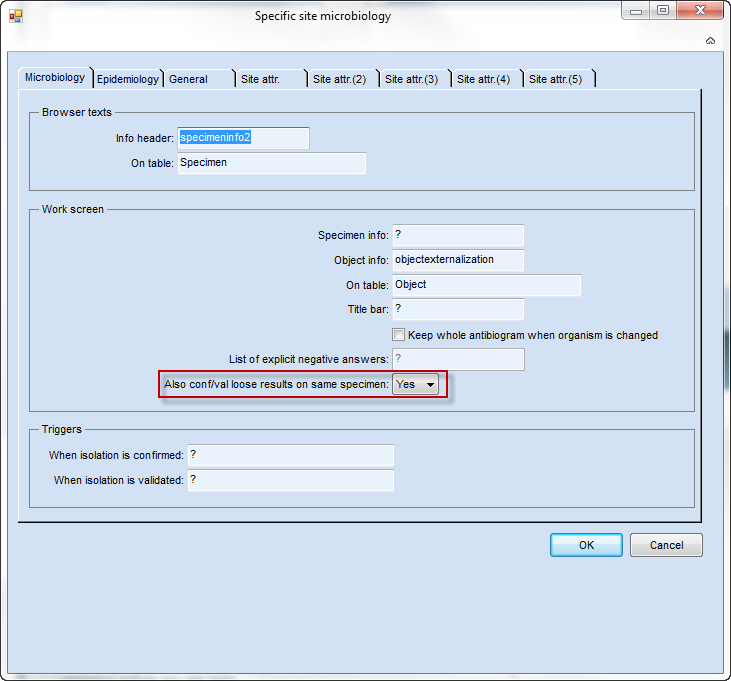 Specific site microbiology
Microbiology Epidemiology General Site attr. Site attr.(2) Site attr.(3) Site attr.(4) Site attr.(5)
Browser texts
Info header: specimeninfo2
On table: Specimen
Work screen
Specimen info: ?
Object info: objectexternalization
On table: Object
Title bar: ?
Keep whole antibiogram when organism is changed
List of explicit negative answers: ?
Also conf/val loose results on same specimen: Yes
Triggers
When isolation is confirmed: ?
When isolation is validated: ?
OK Cancel